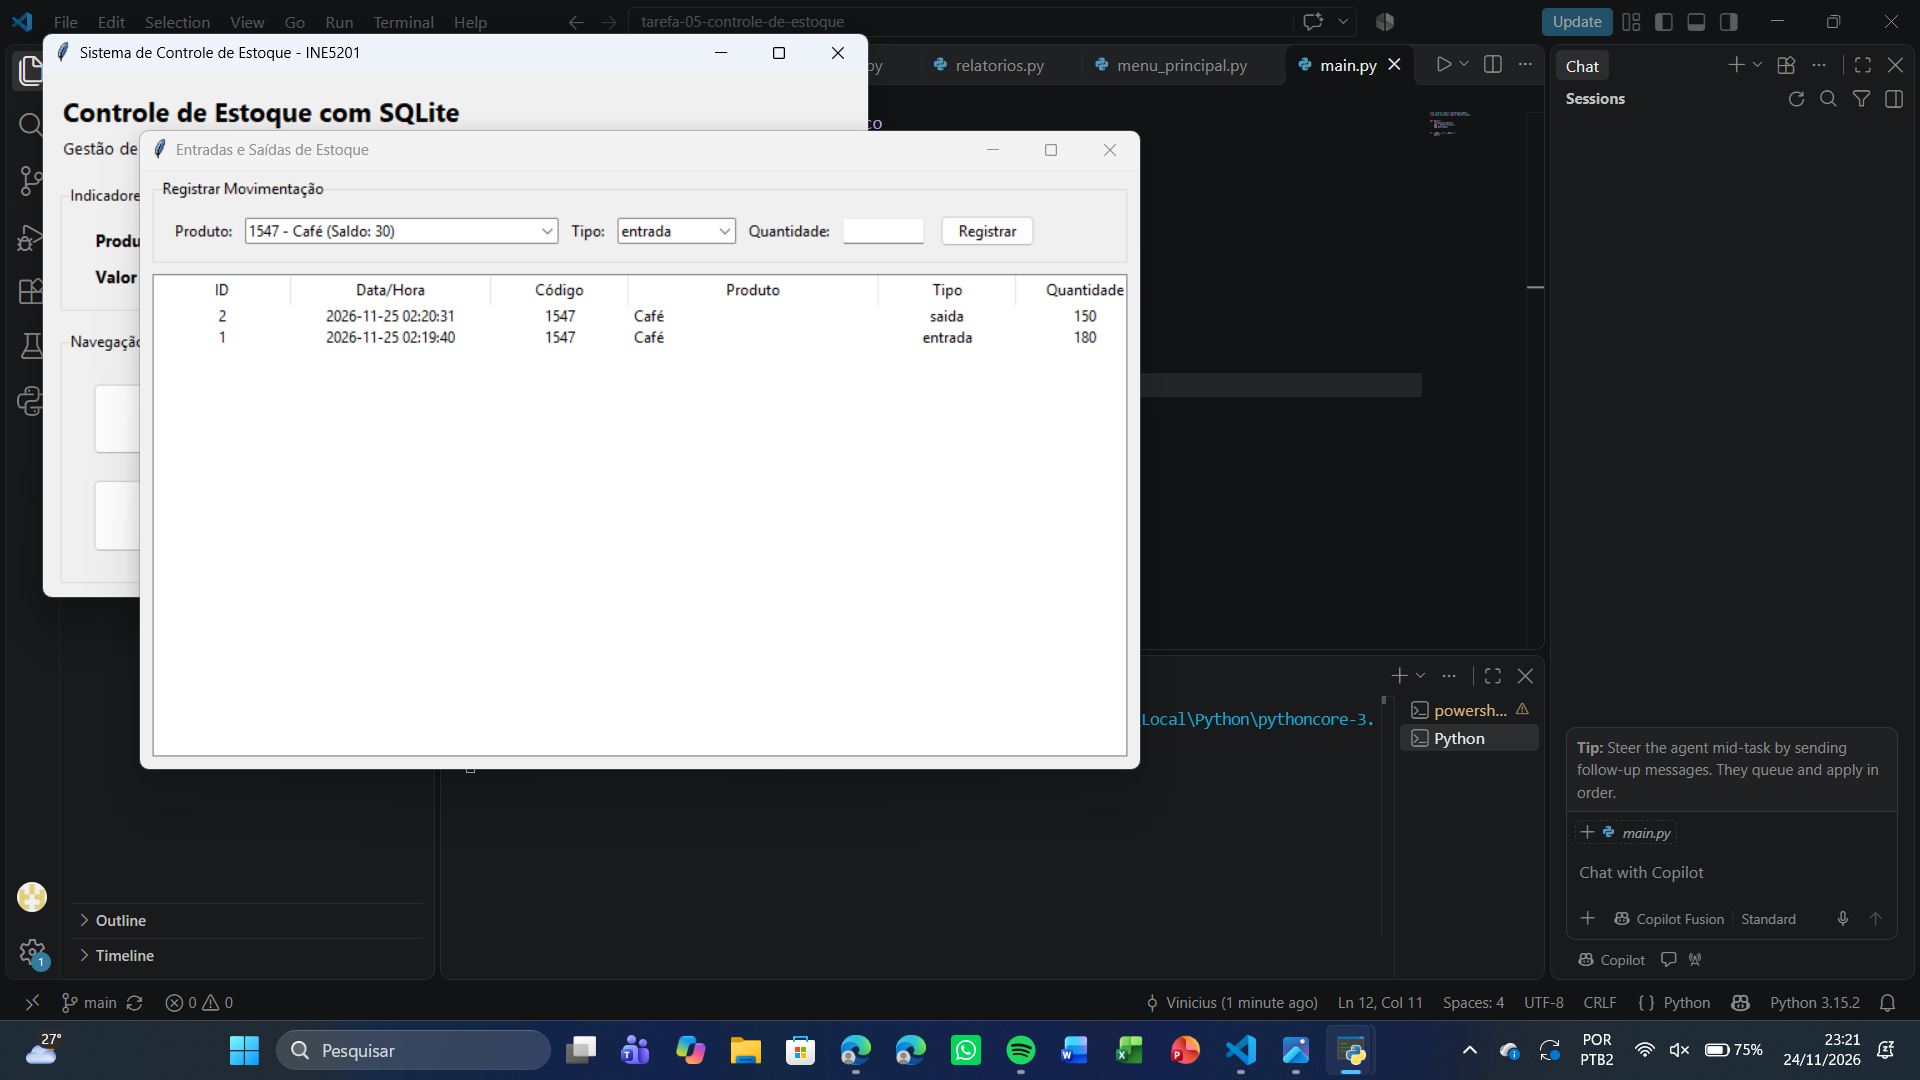 File Edit Selection View Go Run Terminal Help
tarefa-05-controle-de-estoque
Update
Sistema de Controle de Estoque - INE5201
Controle de Estoque com SQLite
Gestão de
Indicadore
Produ
Valor
Navegação
py
relatorios.py
menu_principal.py
main.py
co
Entradas e Saídas de Estoque
Registrar Movimentação
Produto: 1547 - Café (Saldo: 30) Tipo: entrada Quantidade: Registrar
ID Data/Hora Código Produto Tipo Quantidade
2 2026-11-25 02:20:31 1547 Café saida 150
1 2026-11-25 02:19:40 1547 Café entrada 180
Local\Python\pythoncore-3.
powersh...
Python
Chat
Sessions
Tip: Steer the agent mid-task by sending
follow-up messages. They queue and apply in
order.
main.py
Chat with Copilot
Copilot Fusion Standard
Copilot
Outline
Timeline
1
main 0 0
Vinicius (1 minute ago) Ln 12, Col 11 Spaces: 4 UTF-8 CRLF { } Python Python 3.15.2
27°
Pesquisar
POR
PTB2
75%
23:21
24/11/2026